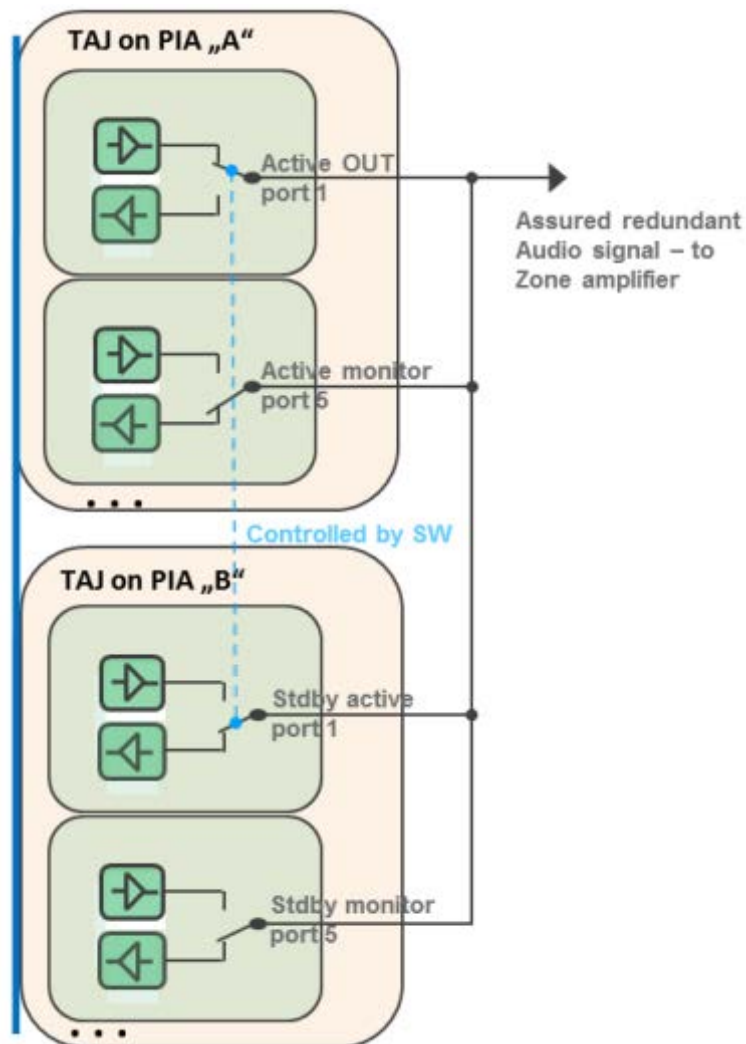 TAJ on PIA „A“
Active OUT
port 1
Assured redundant
Audio signal – to
Zone amplifier
Active monitor
port 5
. . .
Controlled by SW
TAJ on PIA „B“
Stdby active
port 1
Stdby monitor
port 5
. . .